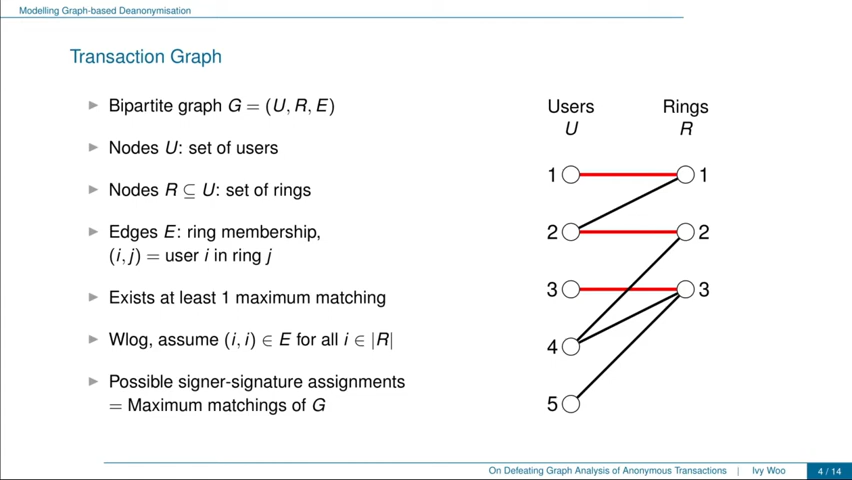 Modelling Graph-based Deanonymisation
Transaction Graph
Bipartite graph G = (U, R, E)
Nodes U: set of users
Nodes R ⊆ U: set of rings
Edges E: ring membership,
(i, j) = user i in ring j
Exists at least 1 maximum matching
Wlog, assume (i, i) ∈ E for all i ∈ |R|
Possible signer-signature assignments
= Maximum matchings of G
Users Rings
U R
1 1
2 2
3 3
4
5
On Defeating Graph Analysis of Anonymous Transactions | Ivy Woo 4 / 14